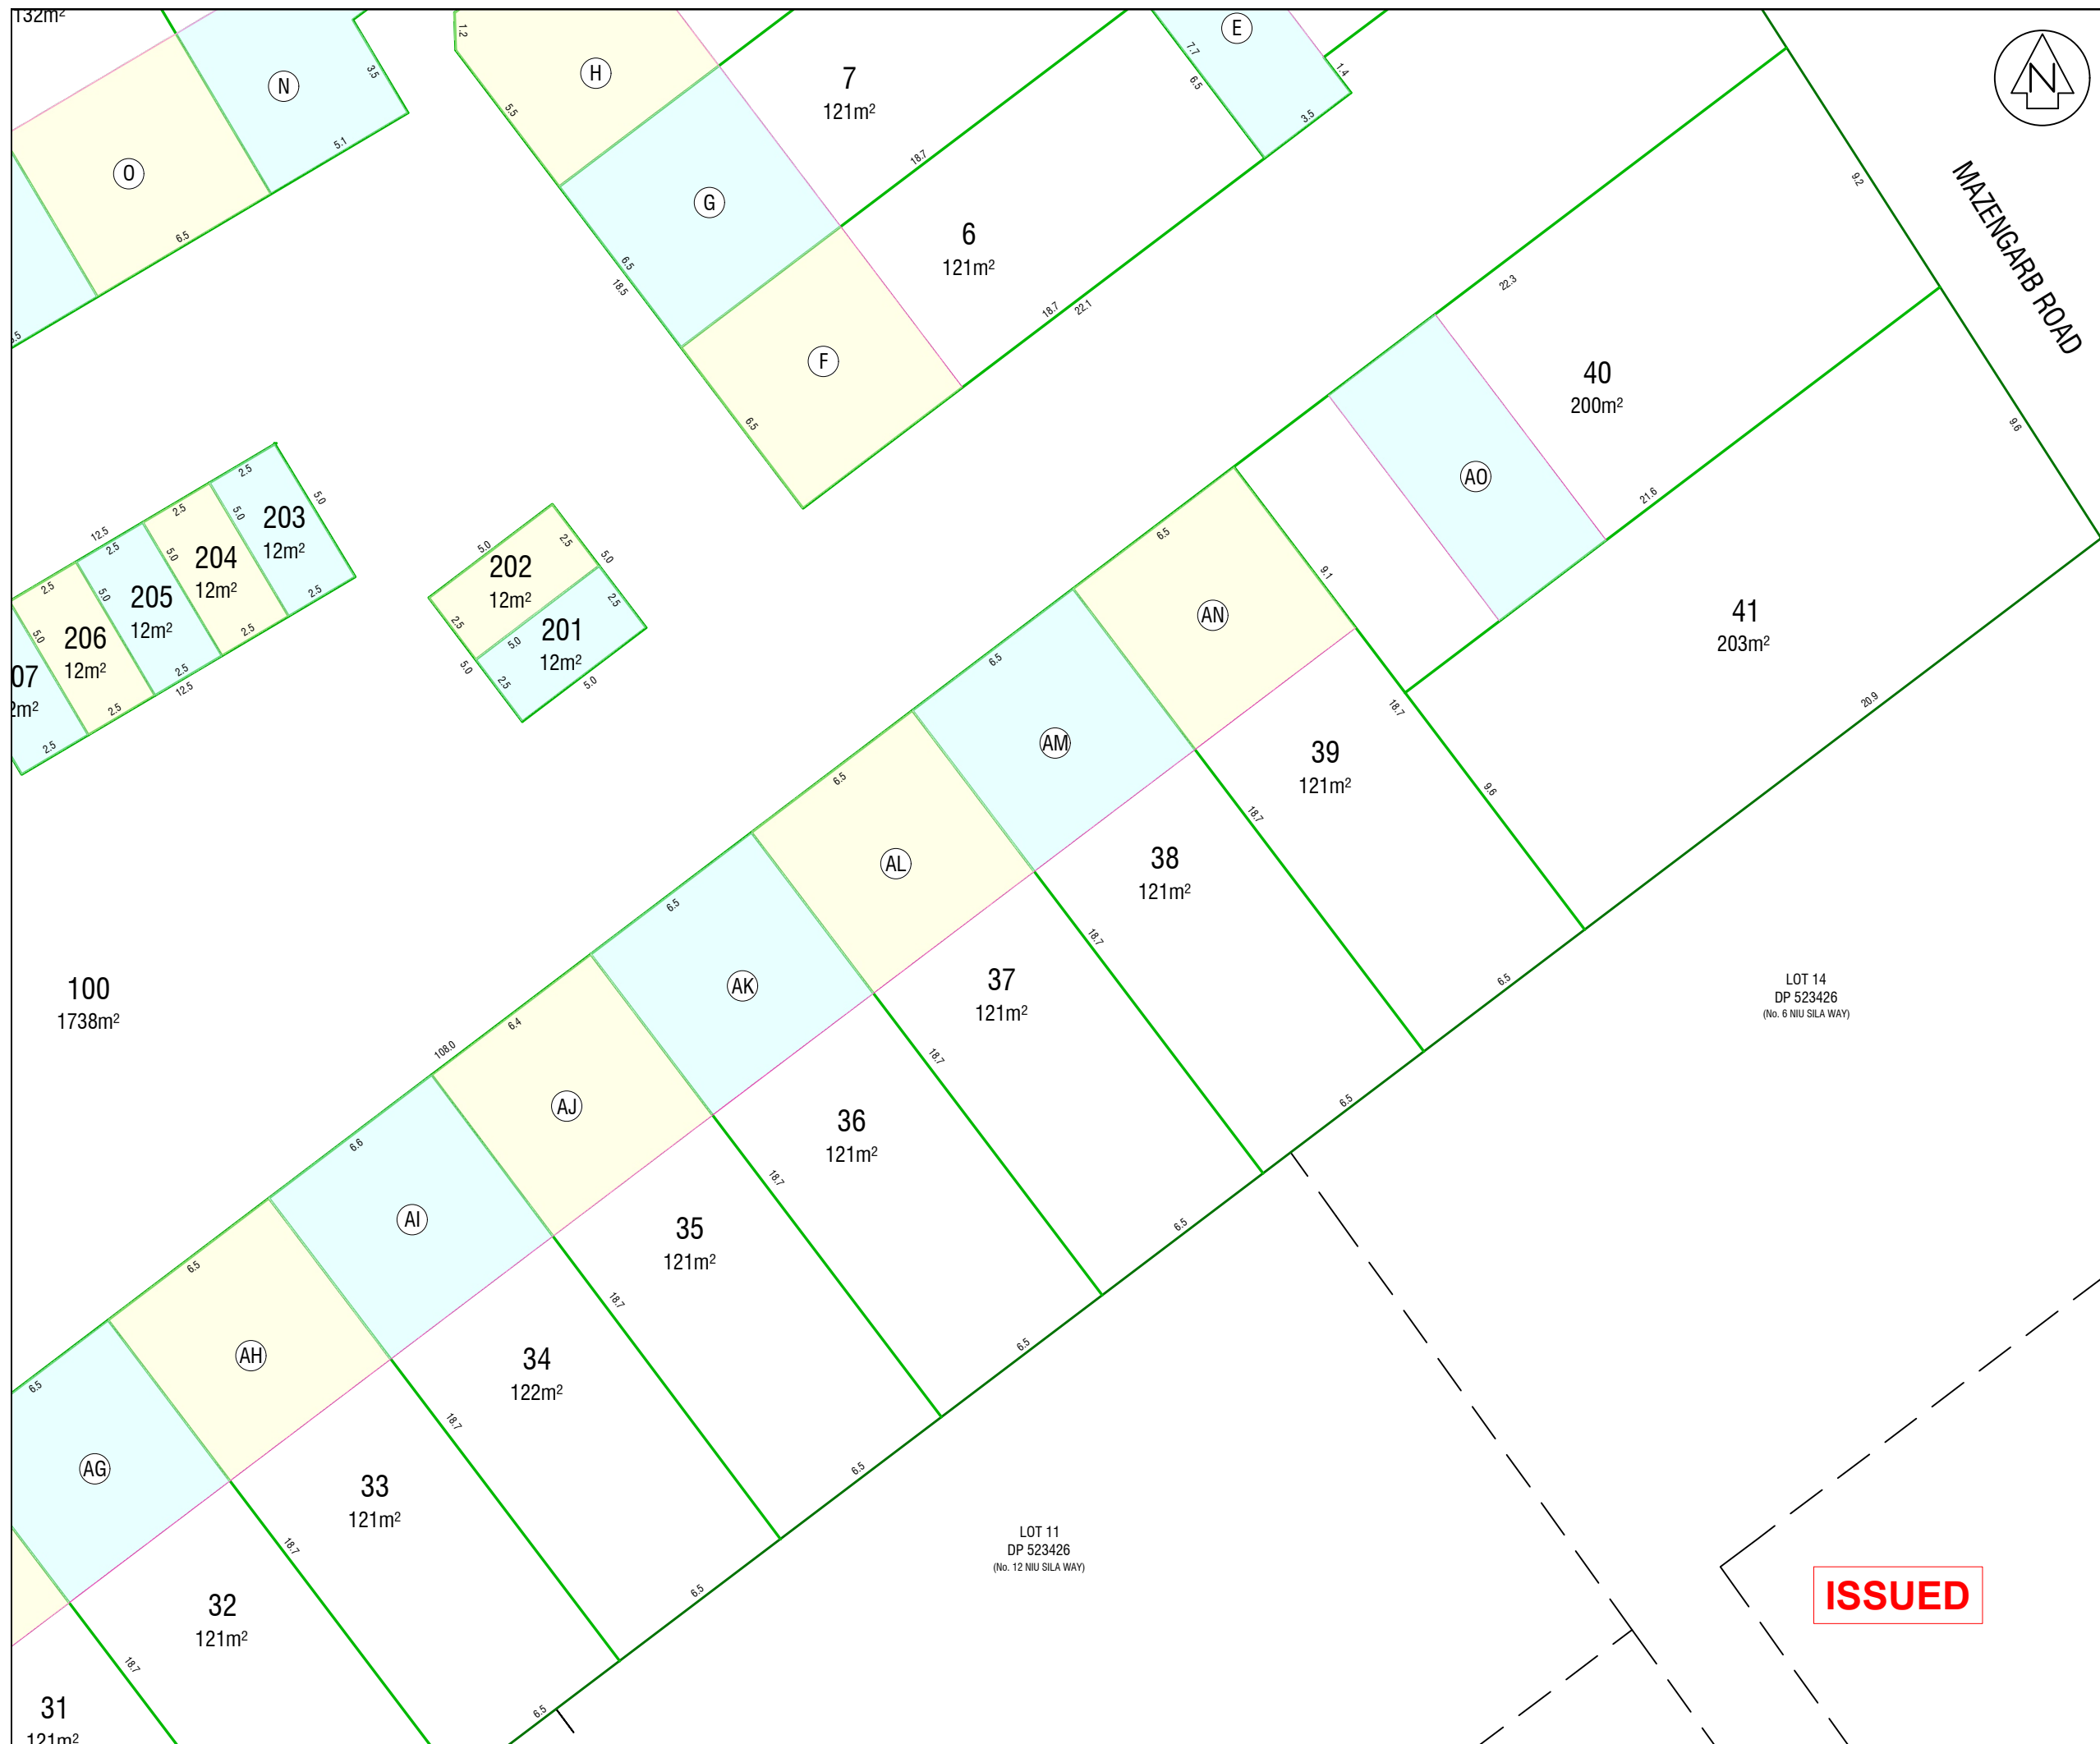 132m²
N
3.5
5.1
O
6.5
5.5
1.2
H
5.5
G
6.5
18.5
F
6.5
7
121m²
18.7
6
121m²
18.7
22.1
E
7.7
6.5
1.4
3.5
N
MAZENGARB ROAD
9.2
9.6
22.3
40
200m²
AO
21.6
41
203m²
20.9
2.5
203
12m²
5.0
5.0
2.5
12.5
2.5
204
12m²
5.0
2.5
2.5
205
12m²
5.0
2.5
12.5
2.5
206
12m²
5.0
2.5
07
2m²
2.5
5.0
202
12m²
2.5
5.0
2.5
5.0
201
12m²
2.5
5.0
2.5
5.0
6.5
AN
9.1
18.7
9.6
6.5
AM
39
121m²
18.7
6.5
AL
38
121m²
18.7
6.5
6.5
AK
37
121m²
18.7
6.5
LOT 14
DP 523426
(No. 6 NIU SILA WAY)
100
1738m²
108.0
6.4
AJ
36
121m²
18.7
6.5
6.6
AI
35
121m²
18.7
6.5
6.5
AH
34
122m²
18.7
6.5
6.5
AG
33
121m²
18.7
6.5
LOT 11
DP 523426
(No. 12 NIU SILA WAY)
32
121m²
18.7
6.5
31
121m²
ISSUED